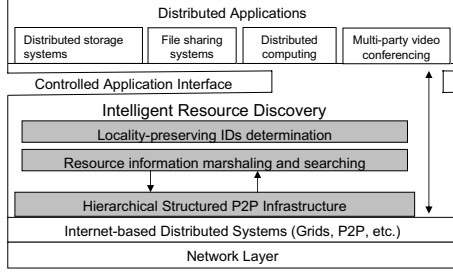 Distributed Applications
Distributed storage
systems
File sharing
systems
Distributed
computing
Multi-party video
conferencing
Controlled Application Interface
Intelligent Resource Discovery
Locality-preserving IDs determination
Resource information marshaling and searching
Hierarchical Structured P2P Infrastructure
Internet-based Distributed Systems (Grids, P2P, etc.)
Network Layer